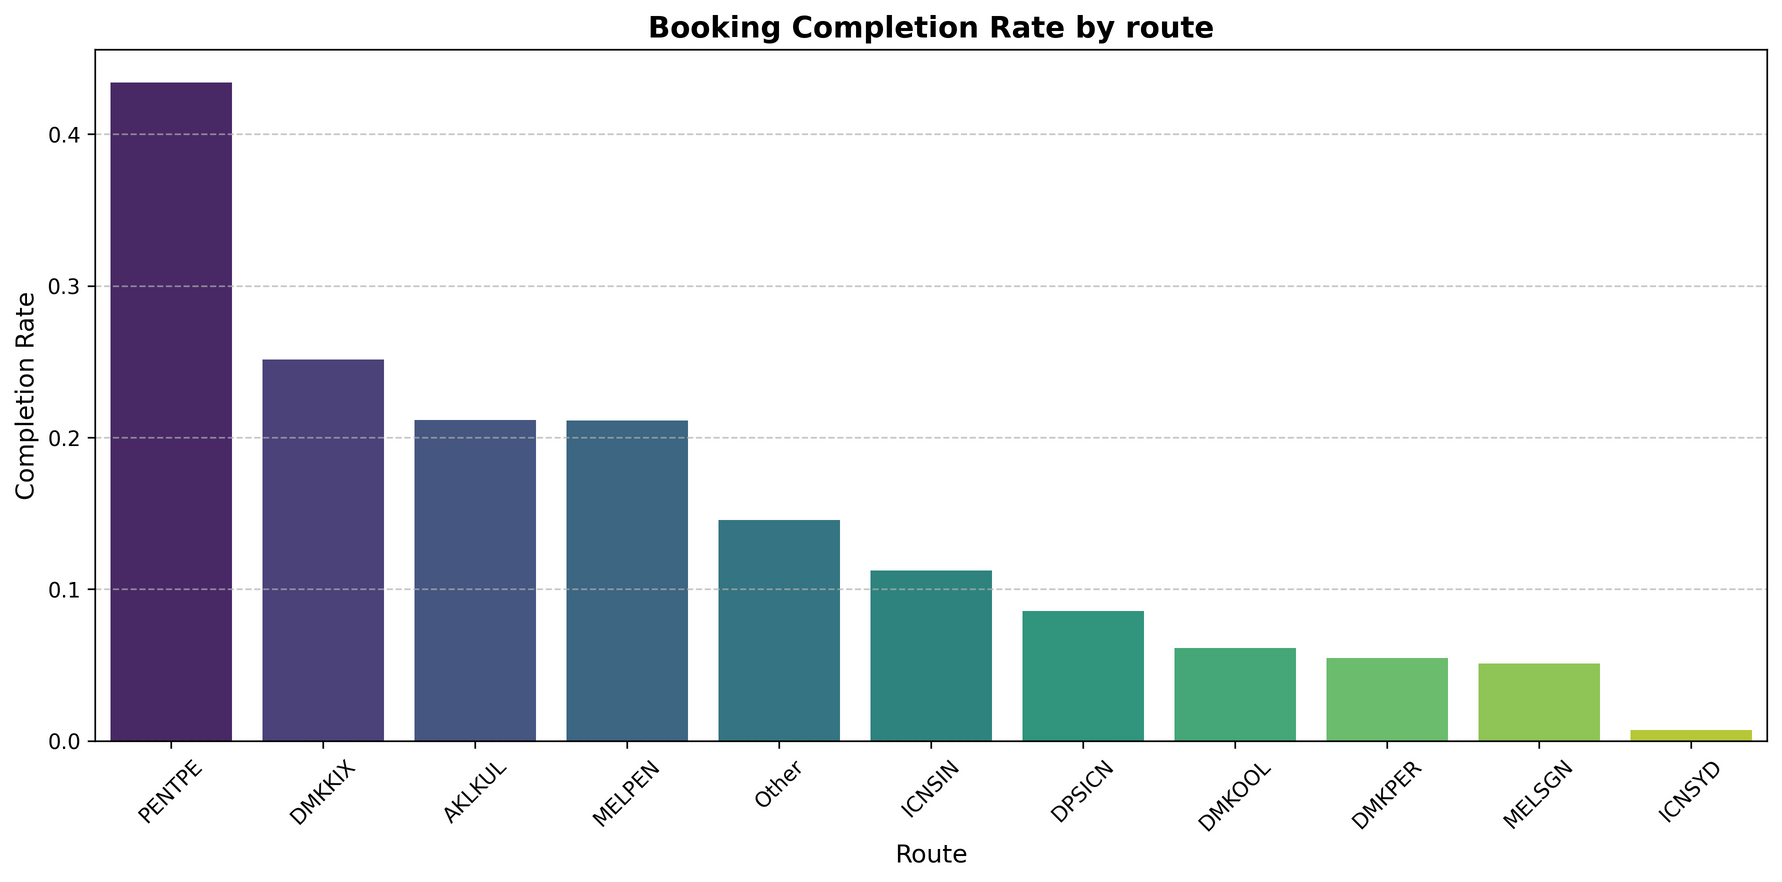 Booking Completion Rate by route
Completion Rate
0.4
0.3
0.2
0.1
0.0
PENTPE
DMKKIX
AKLKUL
MELPEN
Other
ICNSIN
DPSICN
DMKOOL
DMKPER
MELSGN
ICNSYD
Route